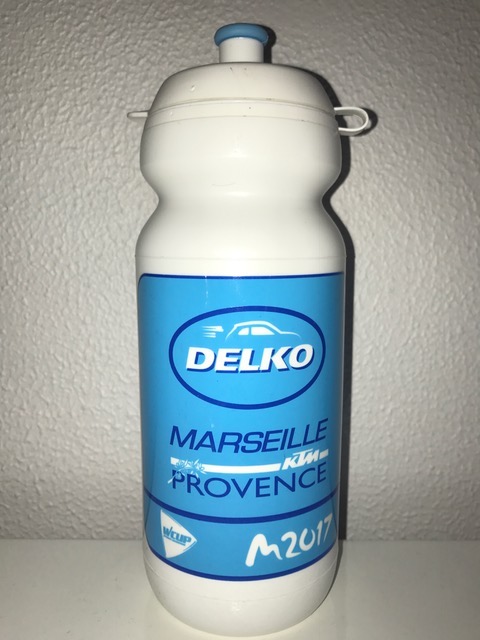 DELKO
MARSEILLE
KTM
PROVENCE
M2017